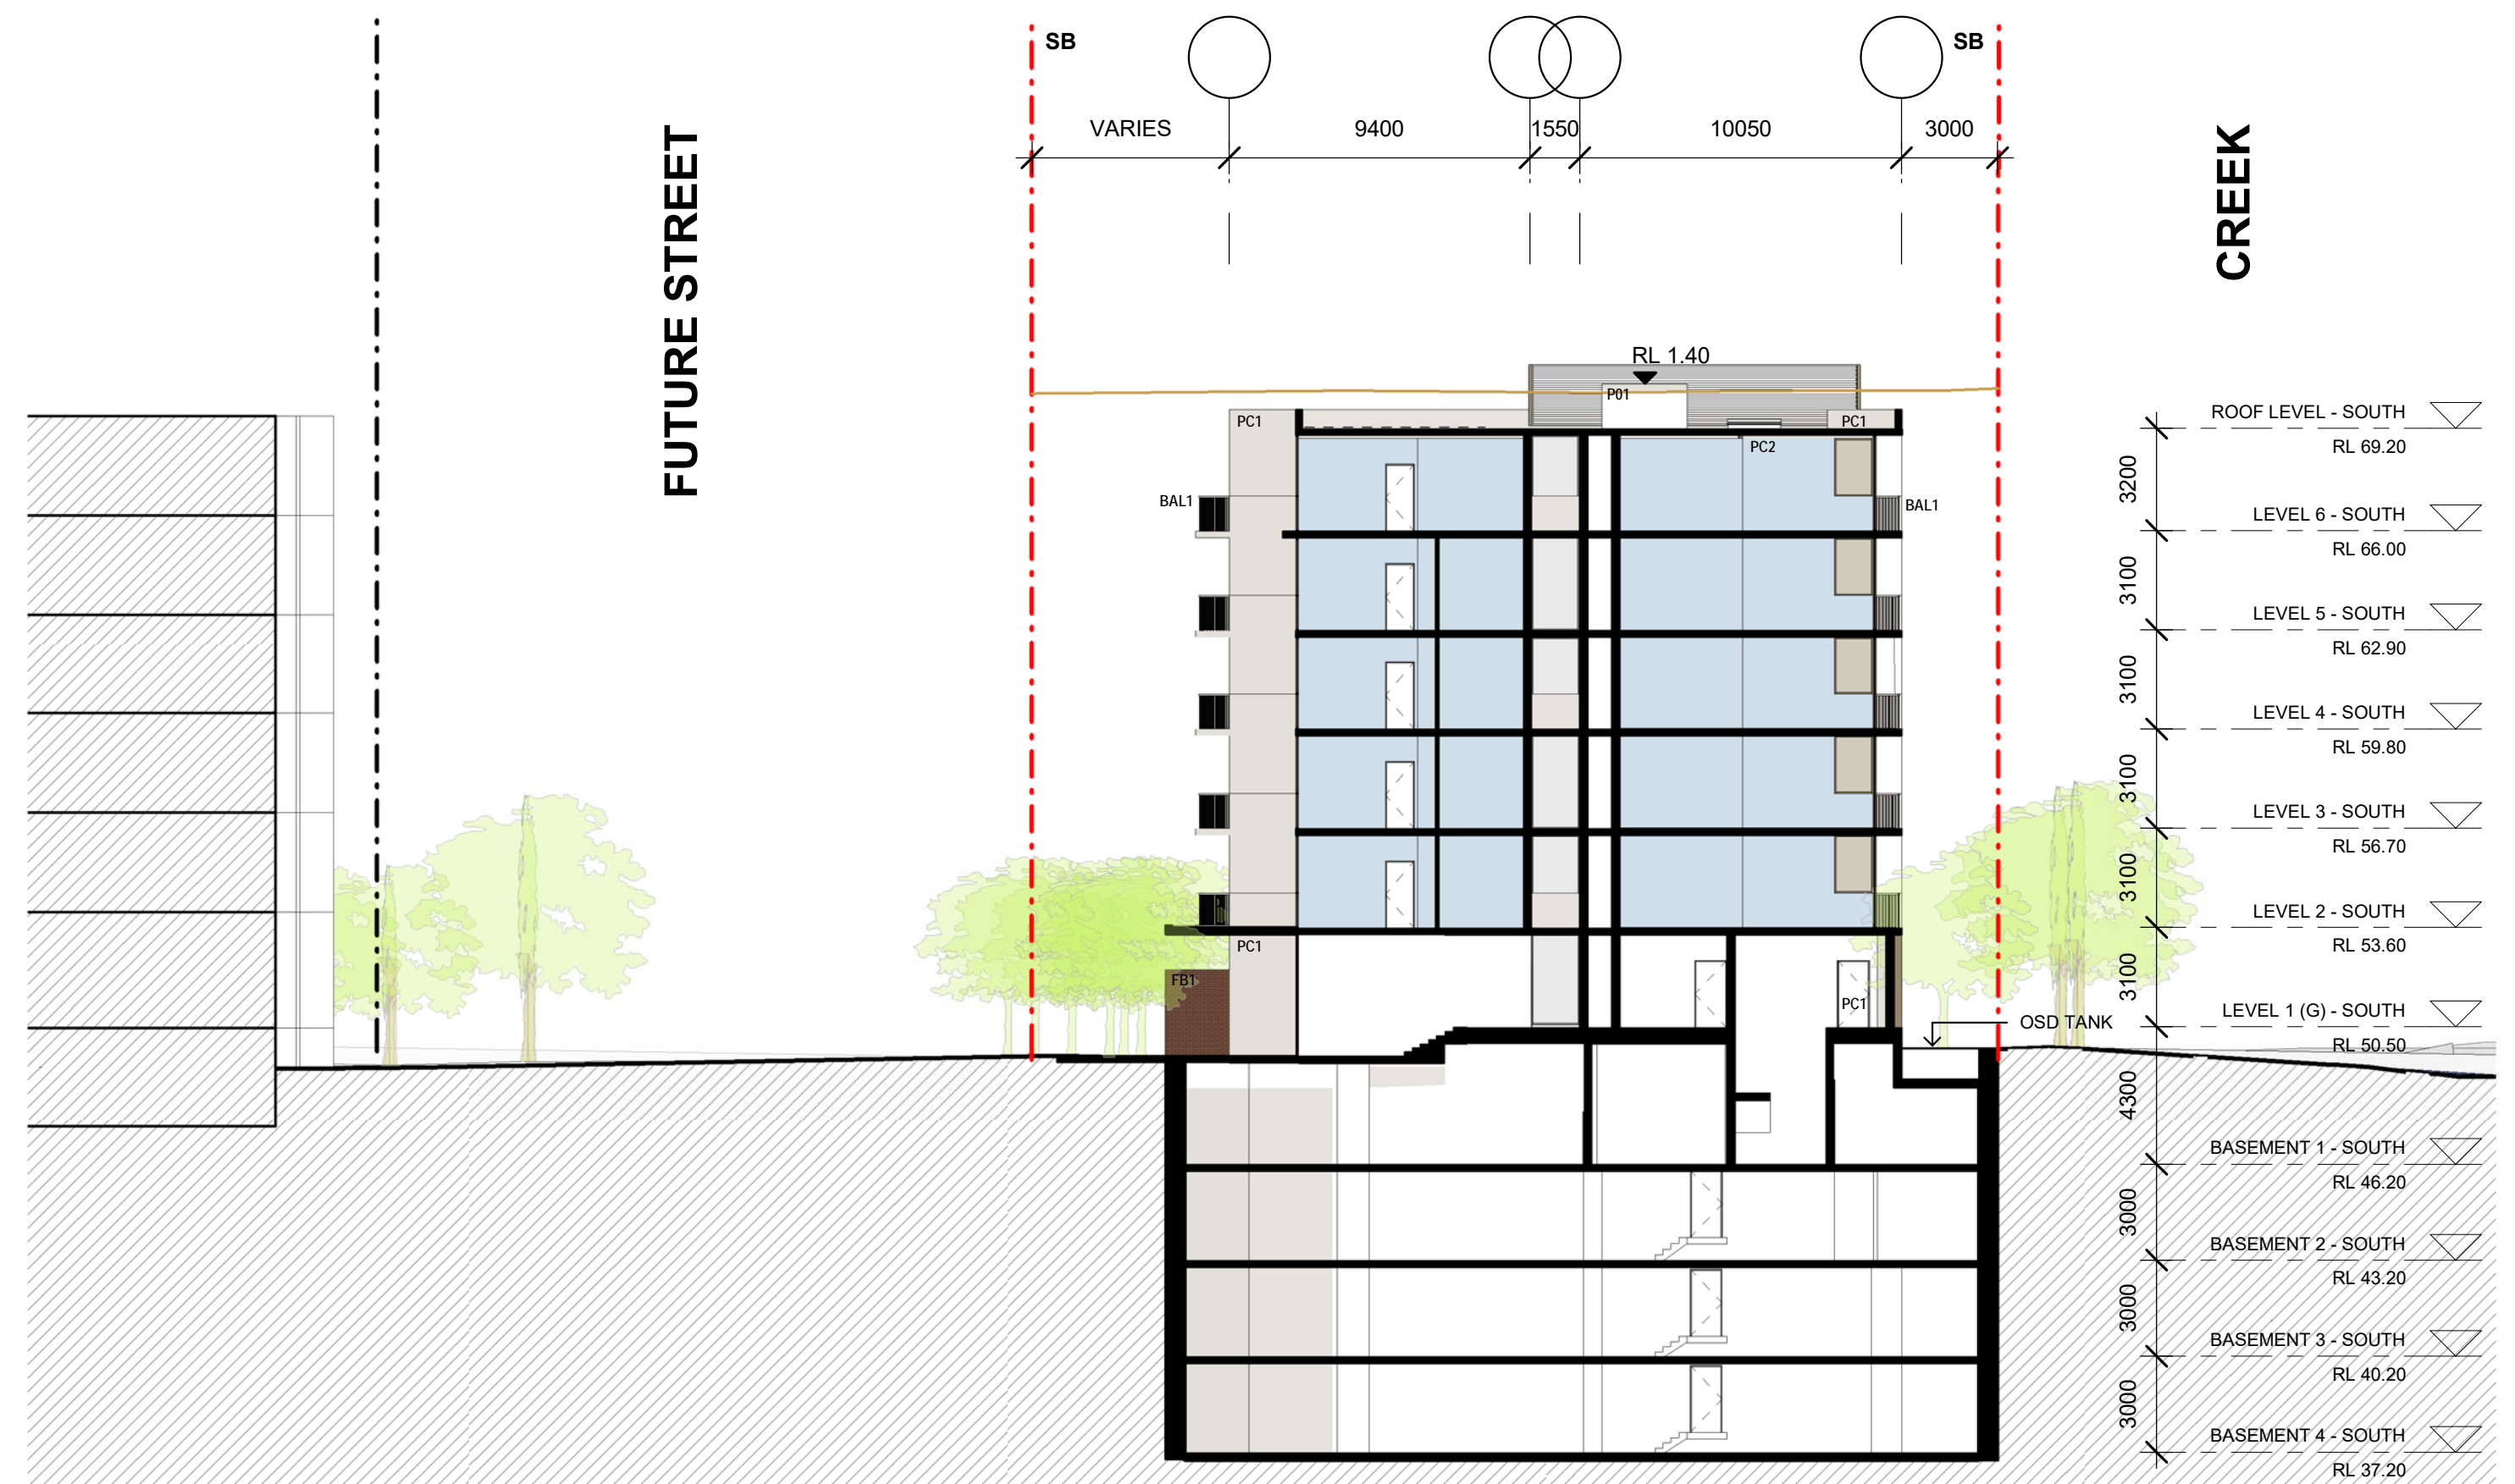 SB
SB
VARIES
9400
1550
10050
3000
FUTURE STREET
CREEK
RL 1.40
P01
PC1
PC1
PC2
BAL1
BAL1
PC1
FB1
PC1
OSD TANK
ROOF LEVEL - SOUTH
RL 69.20
3200
LEVEL 6 - SOUTH
RL 66.00
3100
LEVEL 5 - SOUTH
RL 62.90
3100
LEVEL 4 - SOUTH
RL 59.80
3100
LEVEL 3 - SOUTH
RL 56.70
3100
LEVEL 2 - SOUTH
RL 53.60
3100
LEVEL 1 (G) - SOUTH
RL 50.50
4300
BASEMENT 1 - SOUTH
RL 46.20
3000
BASEMENT 2 - SOUTH
RL 43.20
3000
BASEMENT 3 - SOUTH
RL 40.20
3000
BASEMENT 4 - SOUTH
RL 37.20